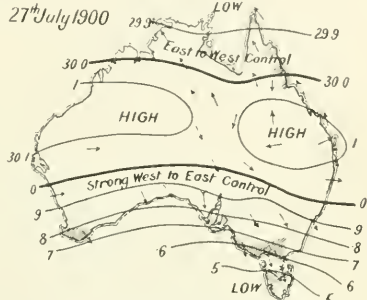 27th July 1900
LOW
29.9
29.9
East to West Control
30.0
30.0
1
HIGH
HIGH
1
30.1
0
Strong West to East Control
0
9
9
8
8
7
.6
7
6
5
LOW